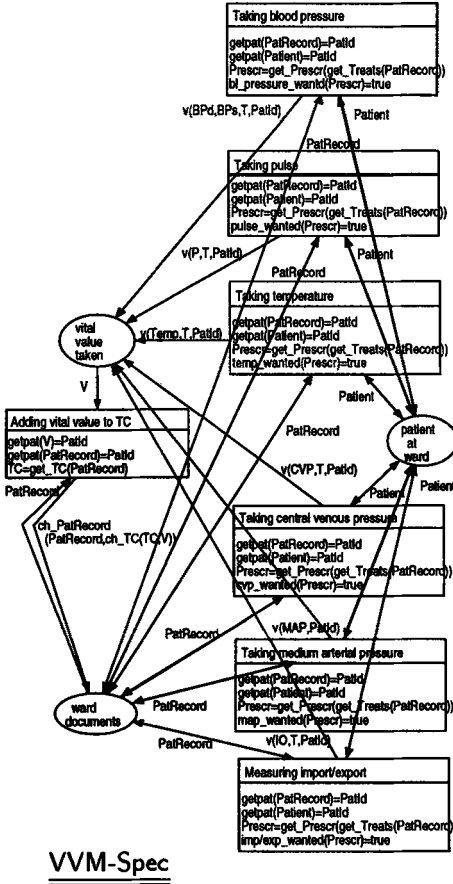 Taking blood pressure
getpat(PatRecord)=PatId
getpat(Patient)=PatId
Prescr=get_Prescr(get_Treats(PatRecord))
bl_pressure_wantd(Prescr)=true
v(BPd,BPs,T,PatId)
Patient
PatRecord
Taking pulse
getpat(PatRecord)=PatId
getpat(Patient)=PatId
Prescr=get_Prescr(get_Treats(PatRecord))
pulse_wanted(Prescr)=true
v(P,T,PatId)
Patient
PatRecord
Taking temperature
getpat(PatRecord)=PatId
getpat(Patient)=PatId
Prescr=get_Prescr(get_Treats(PatRecord))
temp_wanted(Prescr)=true
vital
value
taken
v(Temp,T,PatId)
V
Patient
Adding vital value to TC
getpat(V)=PatId
getpat(PatRecord)=PatId
TC=get_TC(PatRecord)
PatRecord
patient
at
ward
v(CVP,T,PatId)
Patient
Patient
PatRecord
ch_PatRecord
(PatRecord,ch_TC(TC,V))
Taking central venous pressure
getpat(PatRecord)=PatId
getpat(Patient)=PatId
Prescr=get_Prescr(get_Treats(PatRecord))
cvp_wanted(Prescr)=true
PatRecord
v(MAP,PatId)
Taking medium arterial pressure
getpat(PatRecord)=PatId
getpat(Patient)=PatId
Prescr=get_Prescr(get_Treats(PatRecord))
map_wanted(Prescr)=true
ward
documents
PatRecord
PatRecord
v(IO,T,PatId)
Measuring import/export
getpat(PatRecord)=PatId
getpat(Patient)=PatId
Prescr=get_Prescr(get_Treats(PatRecord))
imp/exp_wanted(Prescr)=true
VVM-Spec